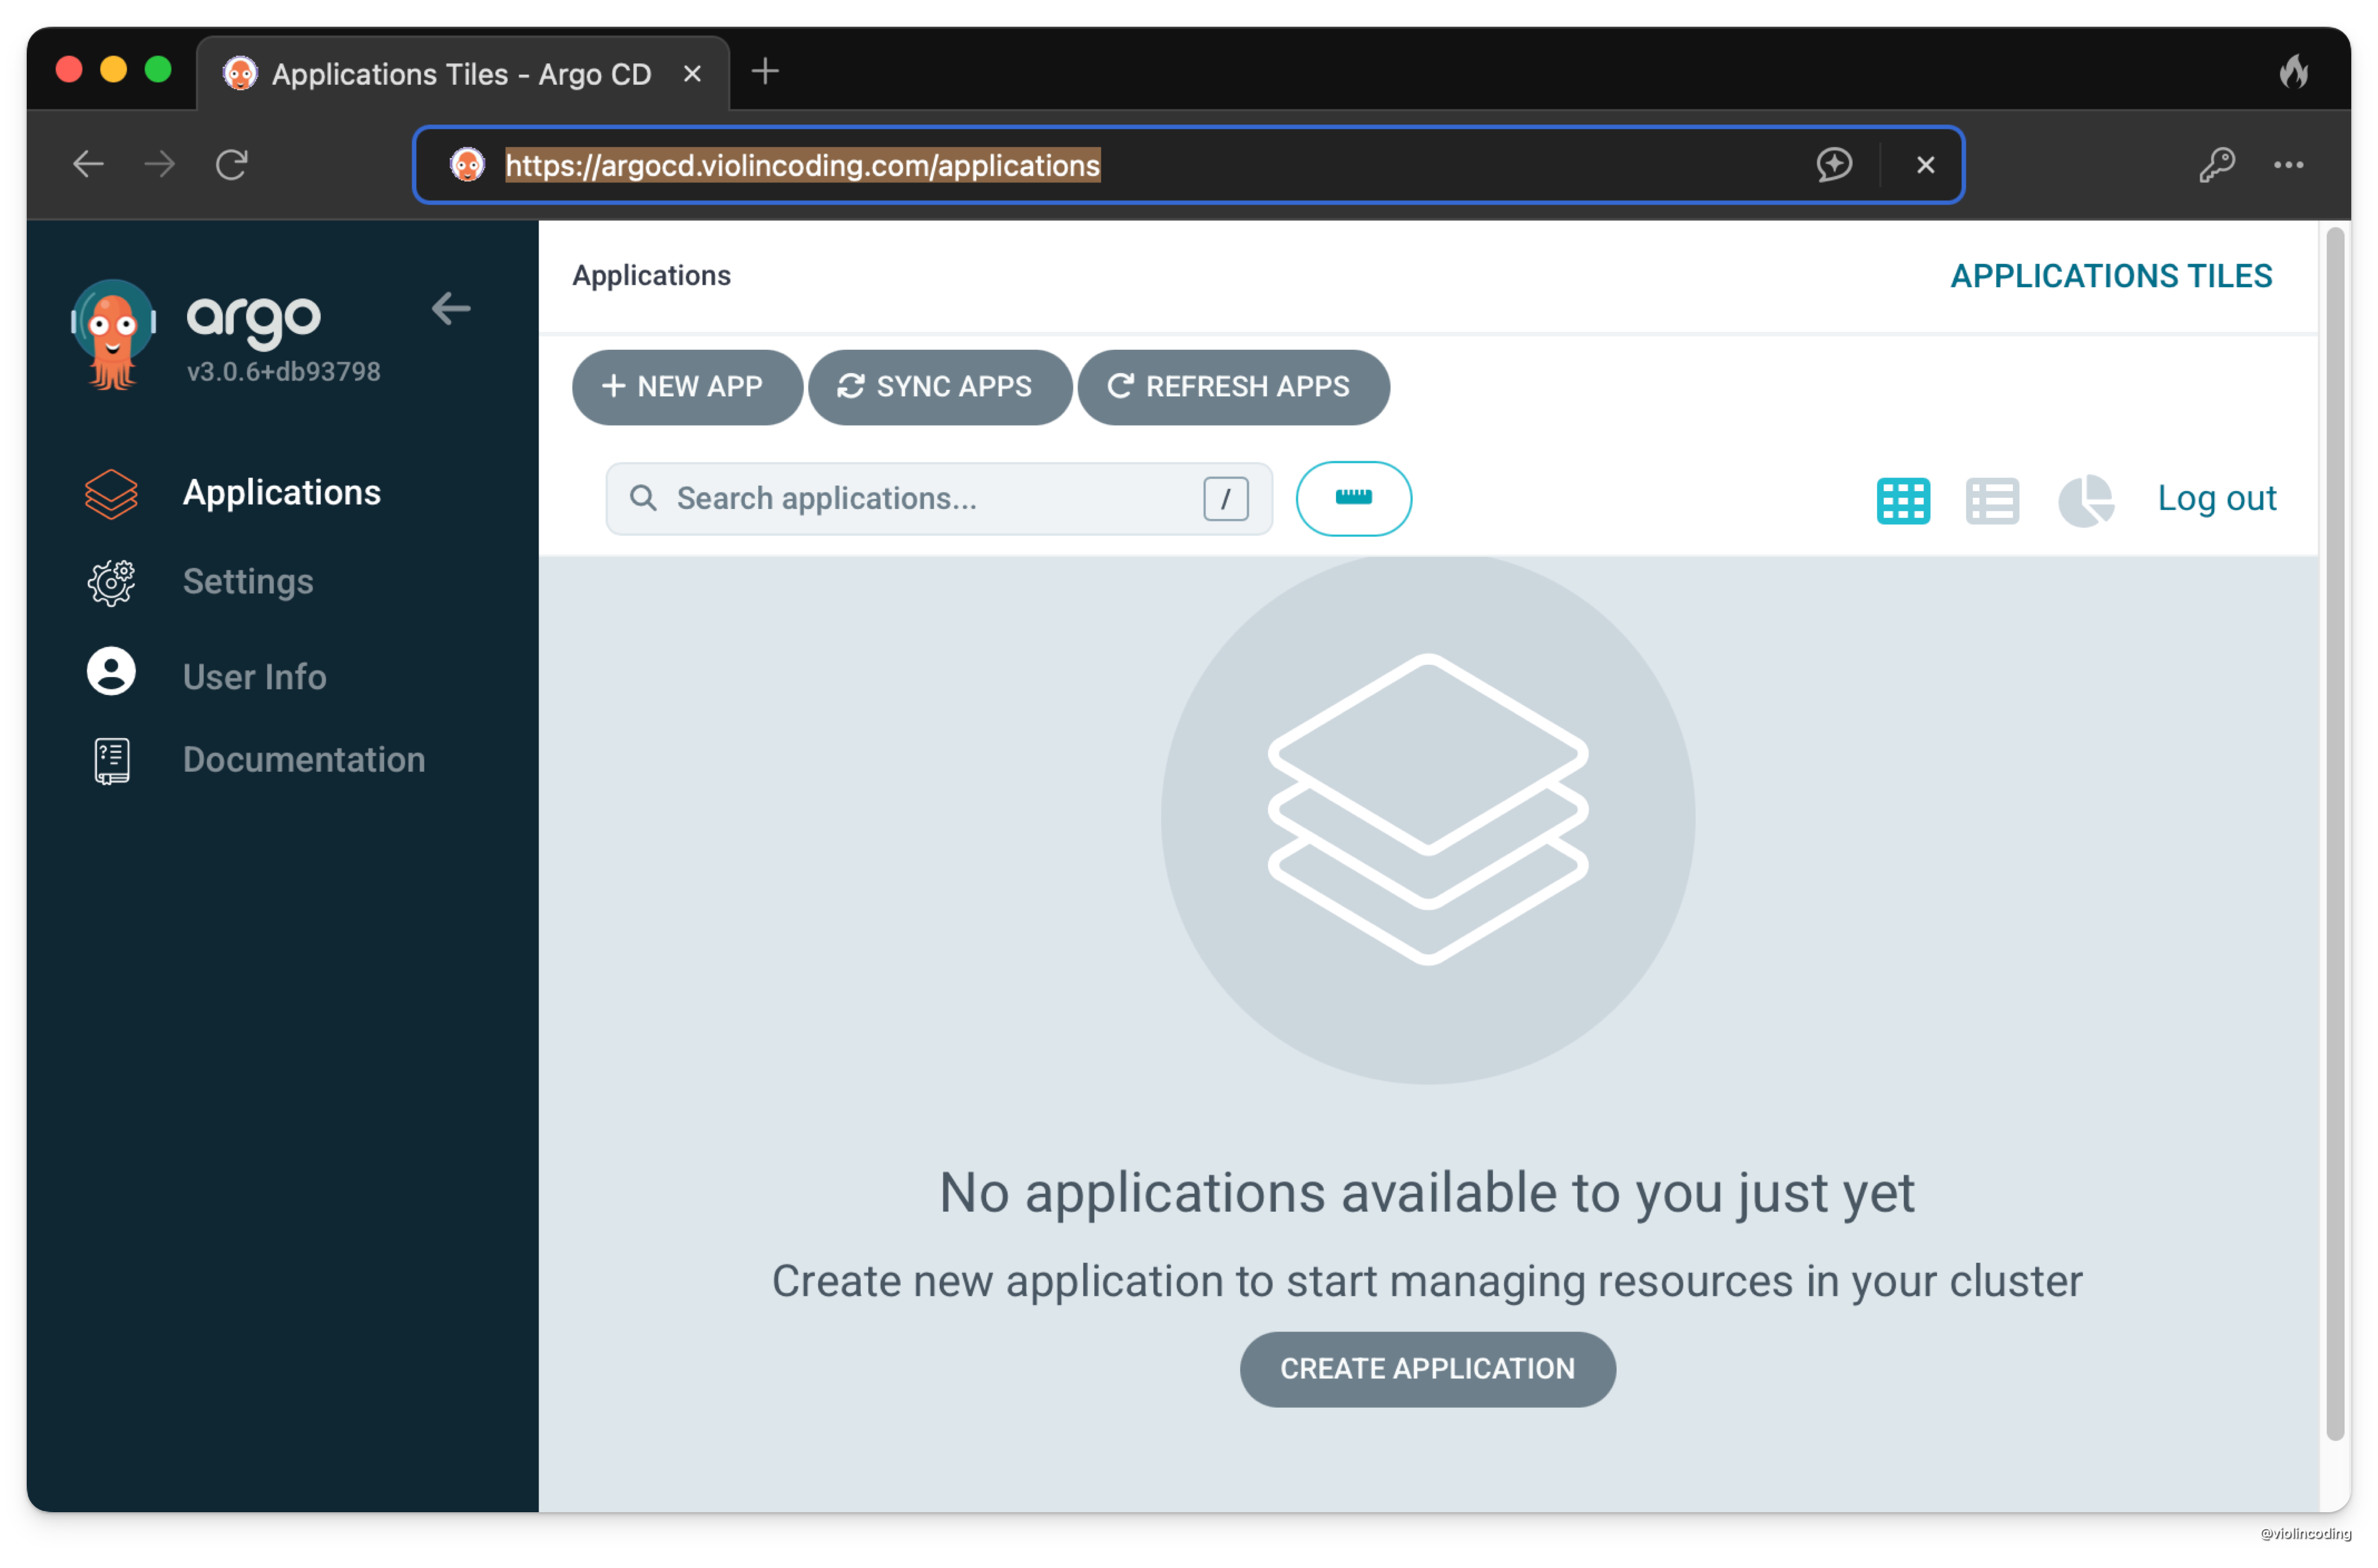 Applications Tiles - Argo CD
https://argocd.violincoding.com/applications
argo
v3.0.6+db93798
Applications
Settings
User Info
Documentation
Applications
APPLICATIONS TILES
NEW APP
SYNC APPS
REFRESH APPS
Search applications...
/
Log out
No applications available to you just yet
Create new application to start managing resources in your cluster
CREATE APPLICATION
@violincoding